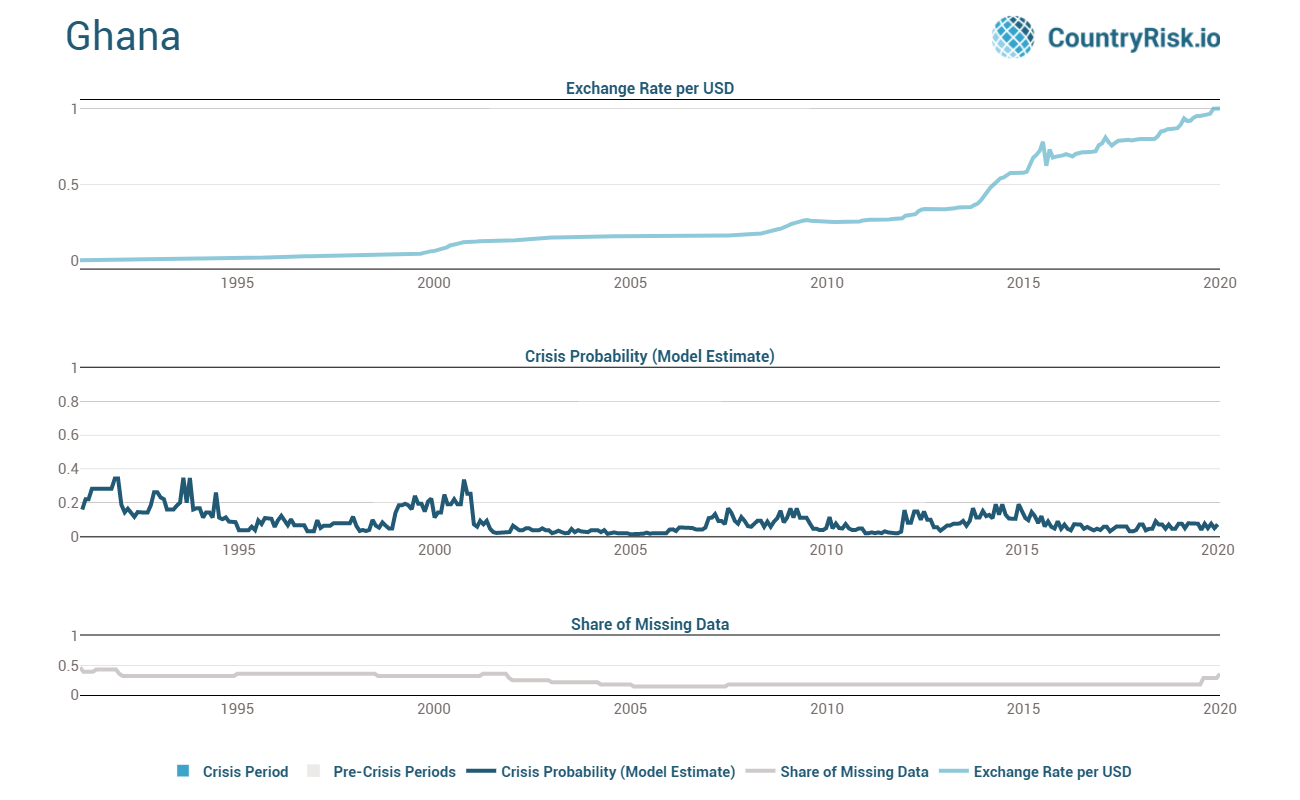 Ghana
CountryRisk.io
Exchange Rate per USD
1
0.5
0
1995 2000 2005 2010 2015 2020
Crisis Probability (Model Estimate)
1
0.8
0.6
0.4
0.2
0
1995 2000 2005 2010 2015 2020
Share of Missing Data
1
0.5
0
1995 2000 2005 2010 2015 2020
Crisis Period Pre-Crisis Periods Crisis Probability (Model Estimate) Share of Missing Data Exchange Rate per USD